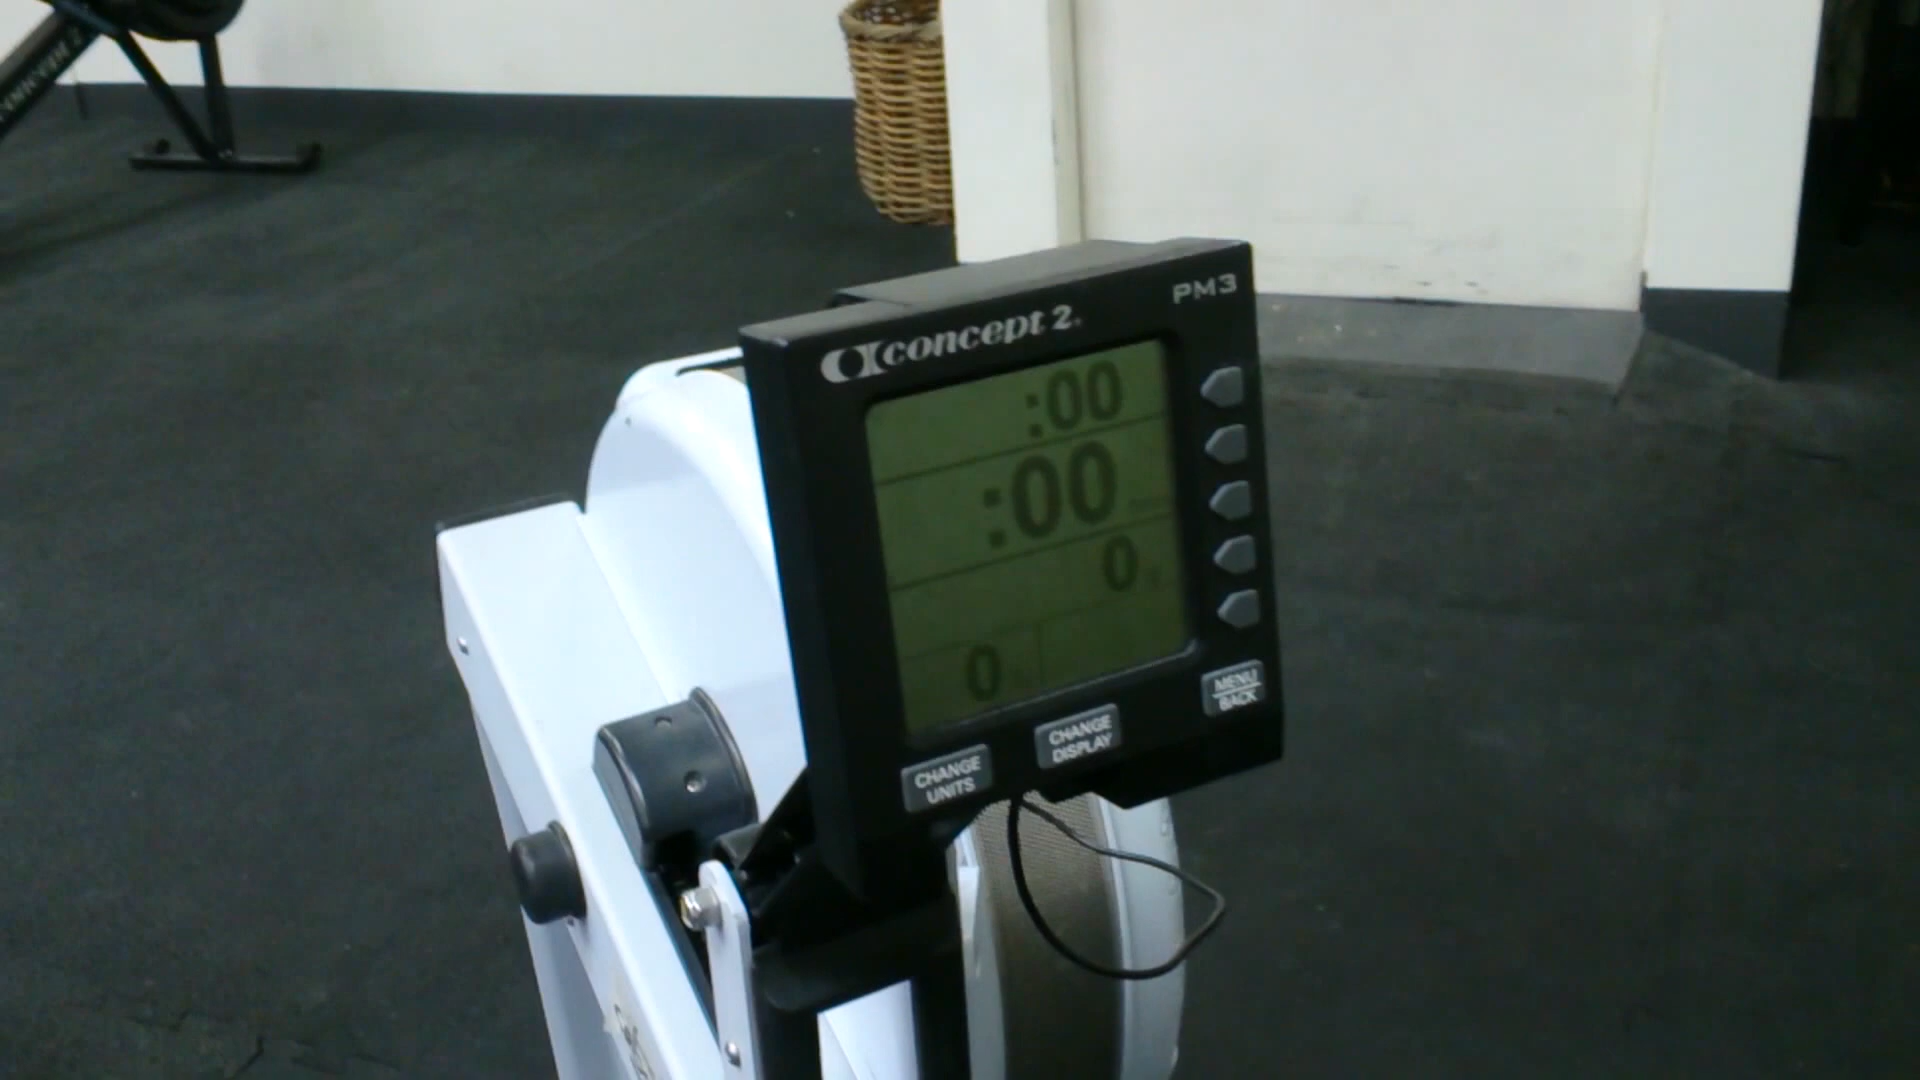 concept 2
PM3
:00
:00
0
0
CHANGE UNITS
CHANGE DISPLAY
MENU
BACK